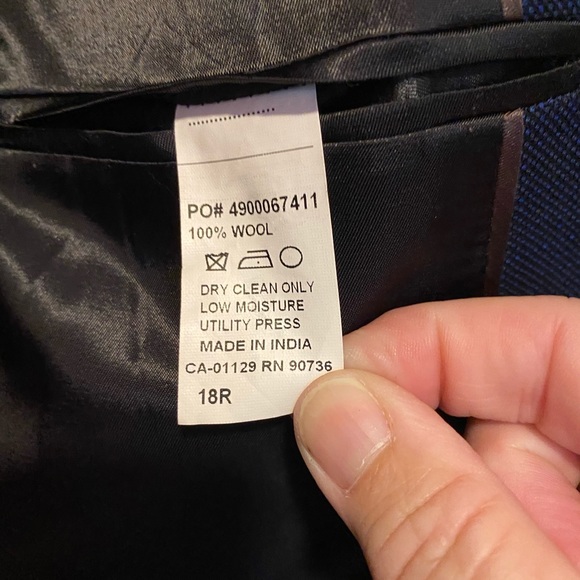 PO# 4900067411
100% WOOL
DRY CLEAN ONLY
LOW MOISTURE
UTILITY PRESS
MADE IN INDIA
CA-01129 RN 90736
18R